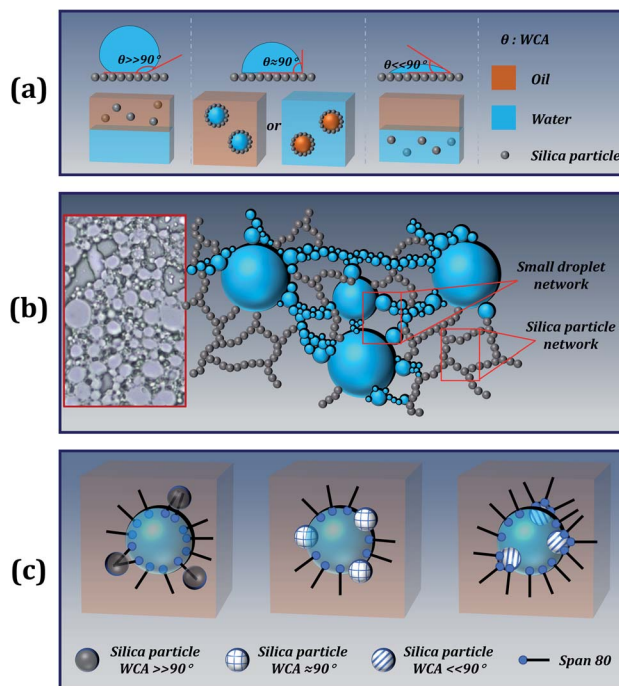 (a)
θ>>90°
θ≈90°
θ<<90°
θ : WCA
Oil
or
Water
Silica particle
(b)
Small droplet
network
Silica particle
network
(c)
Silica particle
WCA >>90°
Silica particle
WCA ≈90°
Silica particle
WCA <<90°
Span 80